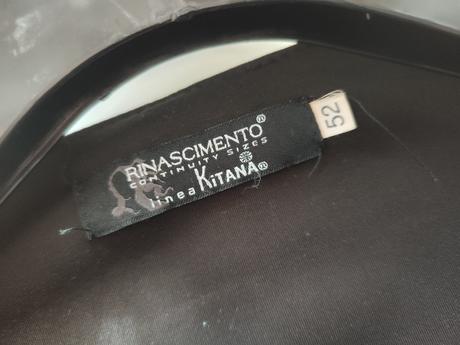 RINASCIMENTO®
CONTINUITY SIZES
linea KiTANA®
52